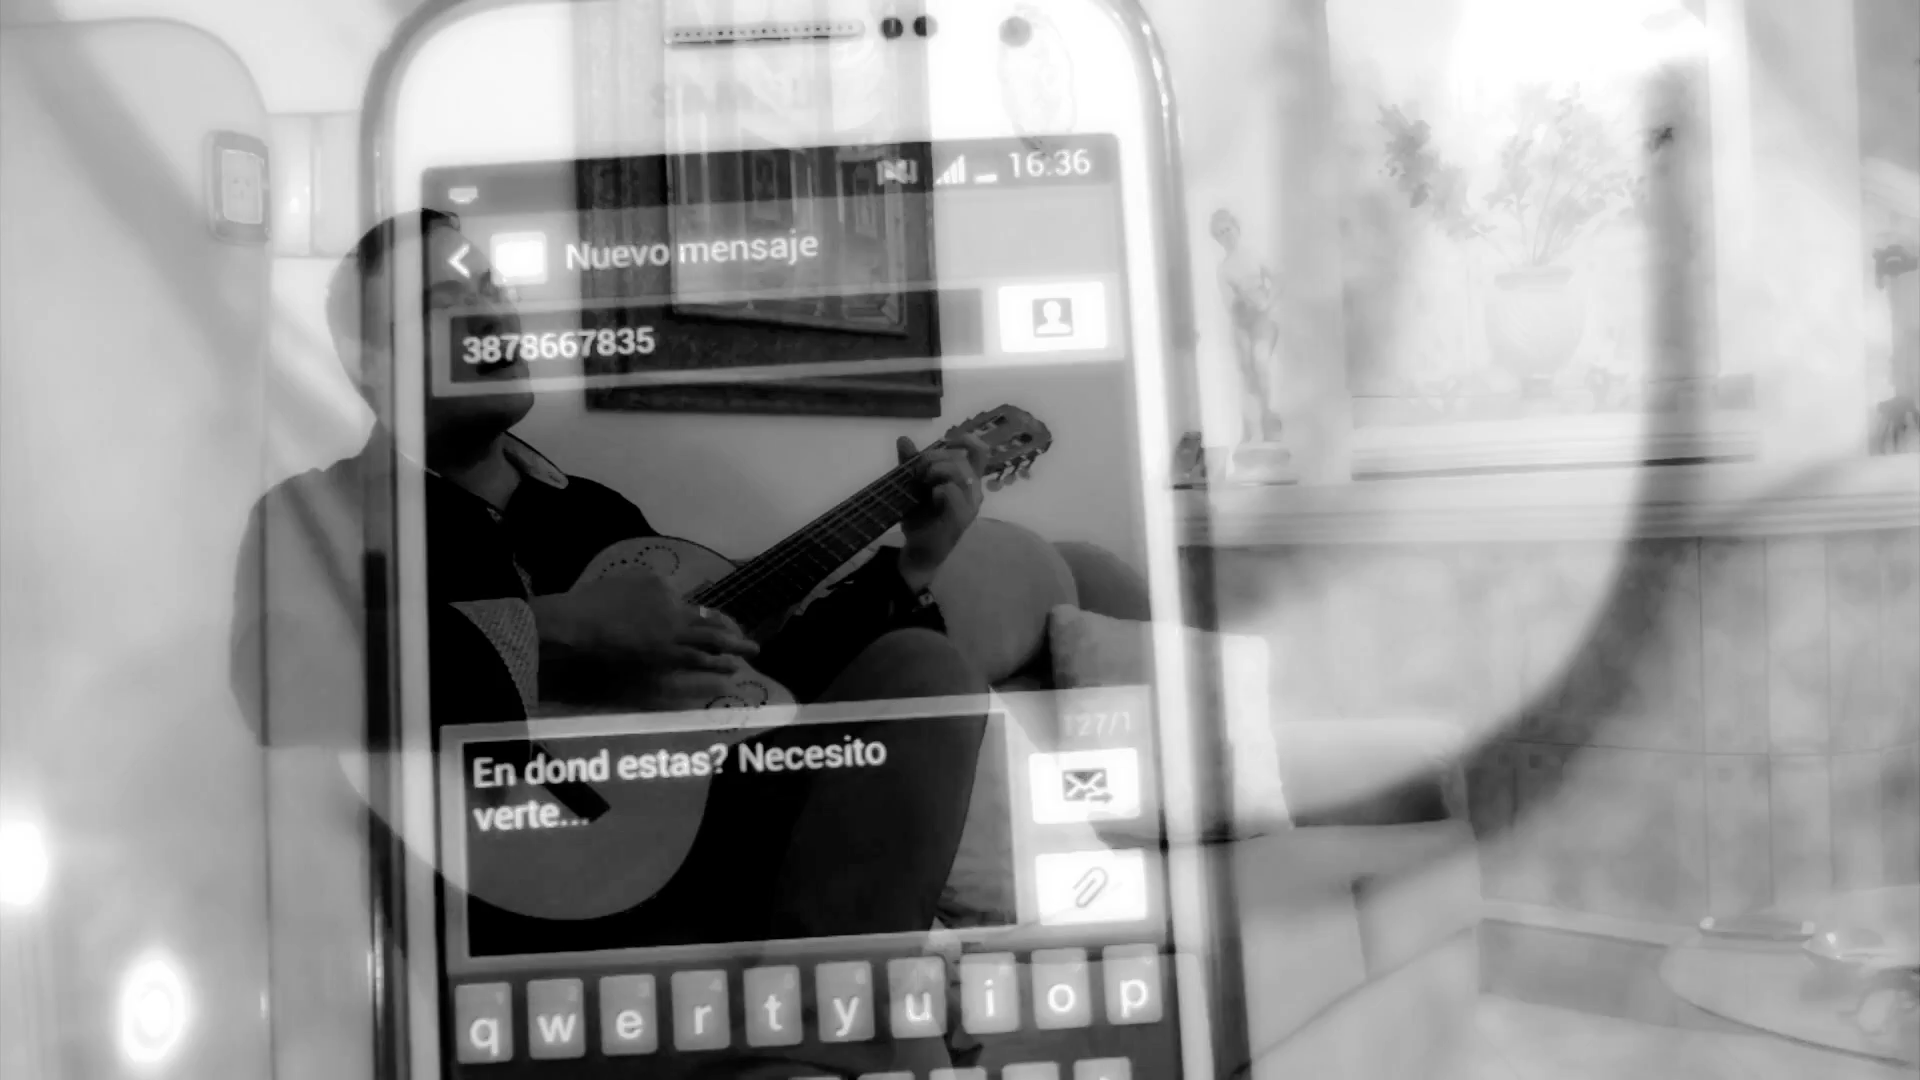 16:36
Nuevo mensaje
3878667835
127/1
En dond estas? Necesito
verte...
q w e r t y u i o p